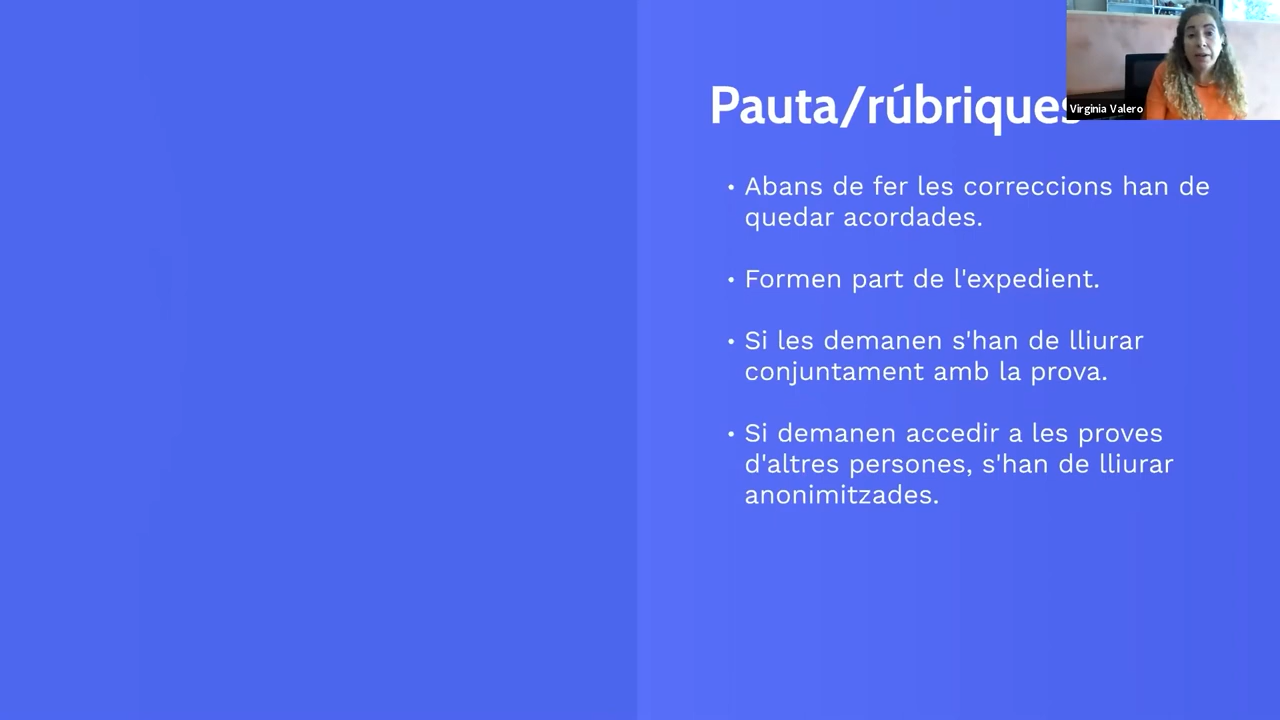 Pauta/rúbriques
Virginia Valero
• Abans de fer les correccions han de
quedar acordades.
• Formen part de l'expedient.
• Si les demanen s'han de lliurar
conjuntament amb la prova.
• Si demanen accedir a les proves
d'altres persones, s'han de lliurar
anonimitzades.